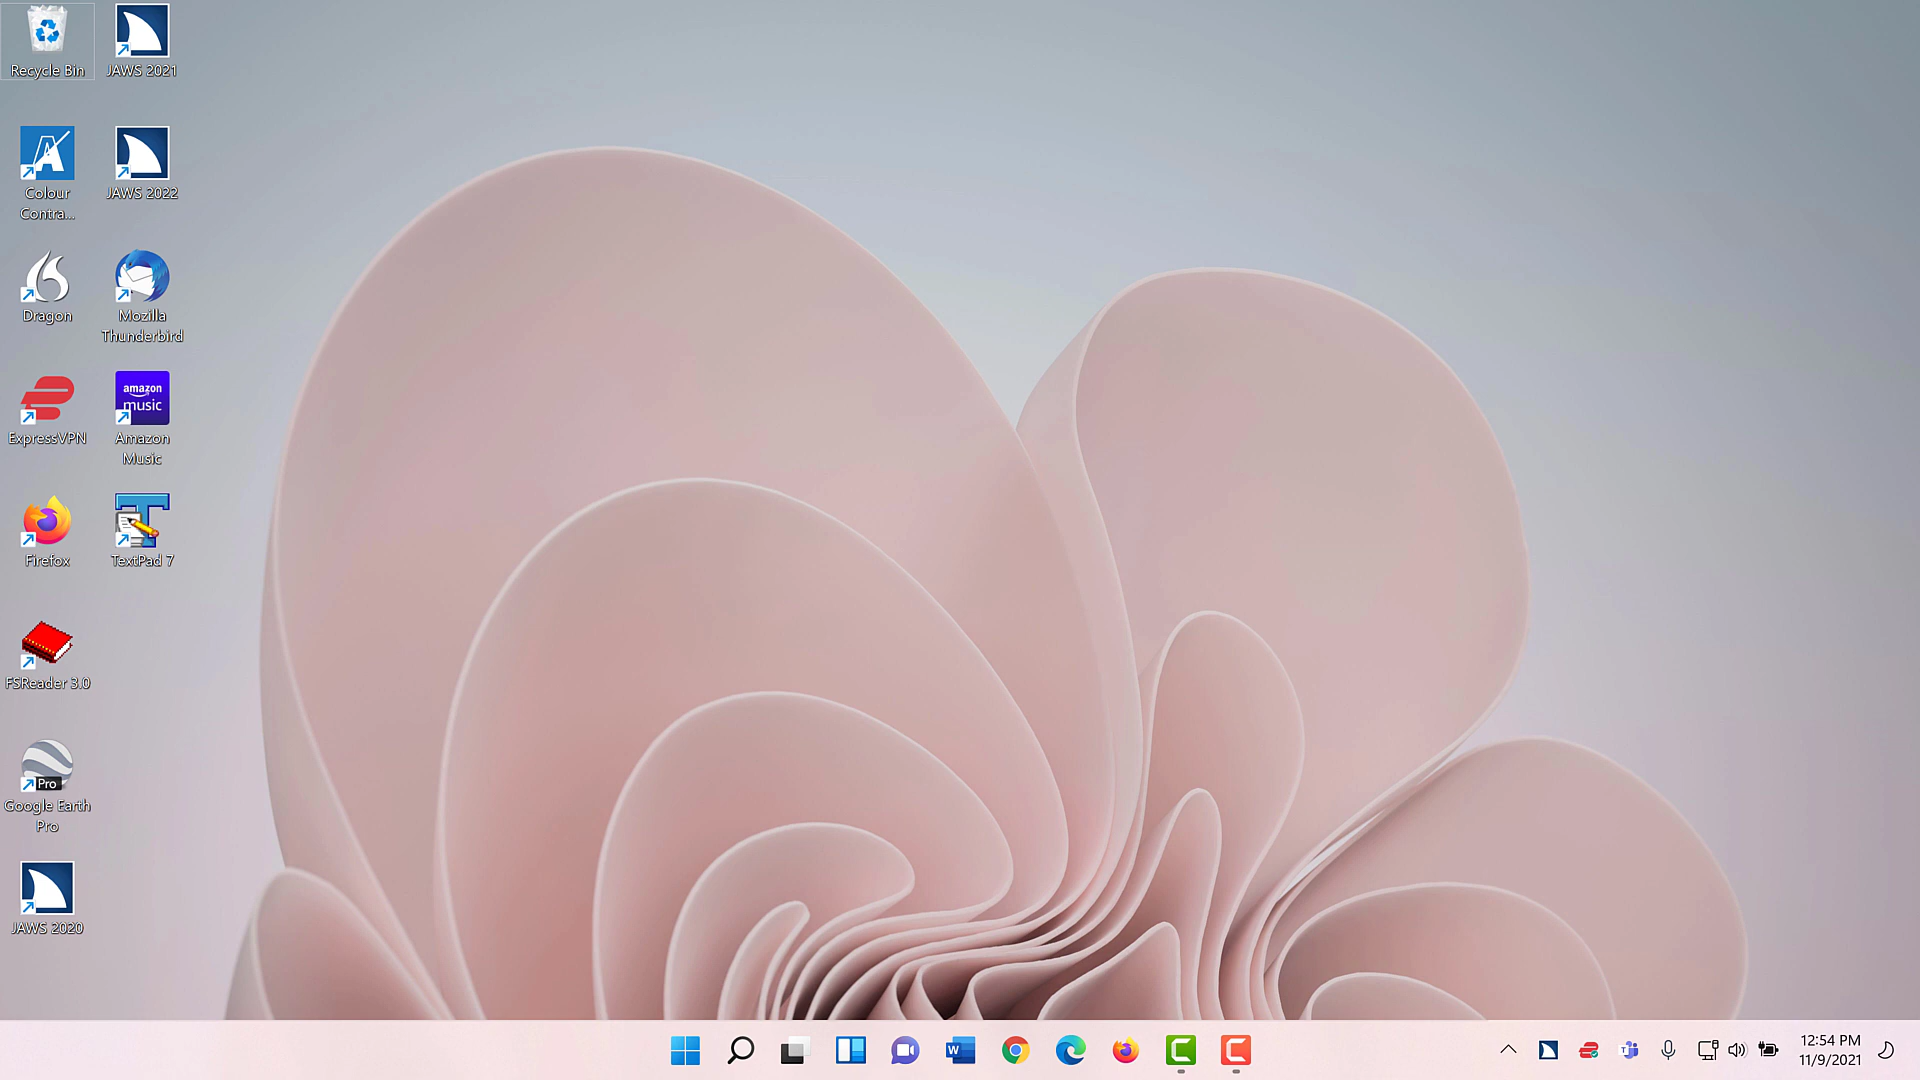 Recycle Bin
JAWS 2021
Colour
Contra...
JAWS 2022
Dragon
Mozilla
Thunderbird
ExpressVPN
amazon
music
Amazon
Music
Firefox
TextPad 7
FSReader 3.0
Pro
Google Earth
Pro
JAWS 2020
12:54 PM
11/9/2021